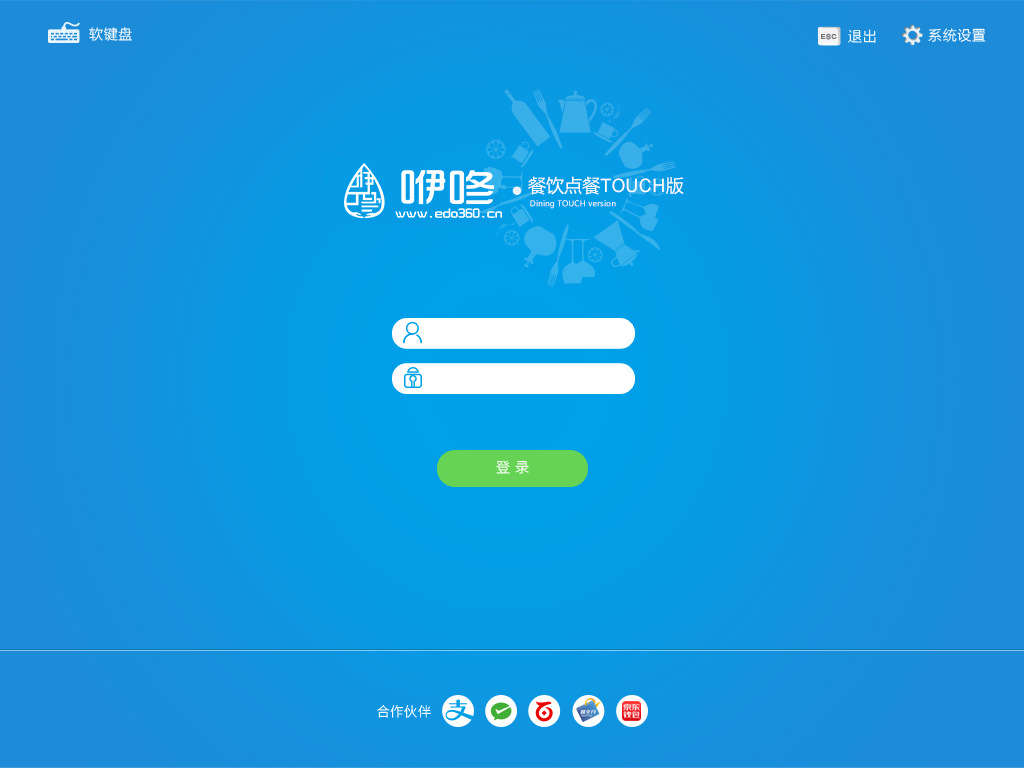 软键盘
ESC 退出
系统设置
咿咚
餐饮点餐TOUCH版
Dining TOUCH version
www.edo360.cn
登 录
合作伙伴
支
京东
钱包